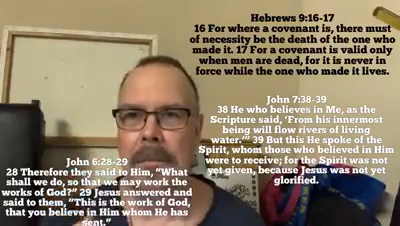 Hebrews 9:16-17
16 For where a covenant is, there must
of necessity be the death of the one who
made it. 17 For a covenant is valid only
when men are dead, for it is never in
force while the one who made it lives.
John 7:38-39
38 He who believes in Me, as the
Scripture said, 'From his innermost
being will flow rivers of living
water.'" 39 But this He spoke of the
Spirit, whom those who believed in Him
were to receive; for the Spirit was not
yet given, because Jesus was not yet
glorified.
John 6:28-29
28 Therefore they said to Him, "What
shall we do, so that we may work the
works of God?" 29 Jesus answered and
said to them, "This is the work of God,
that you believe in Him whom He has
sent."